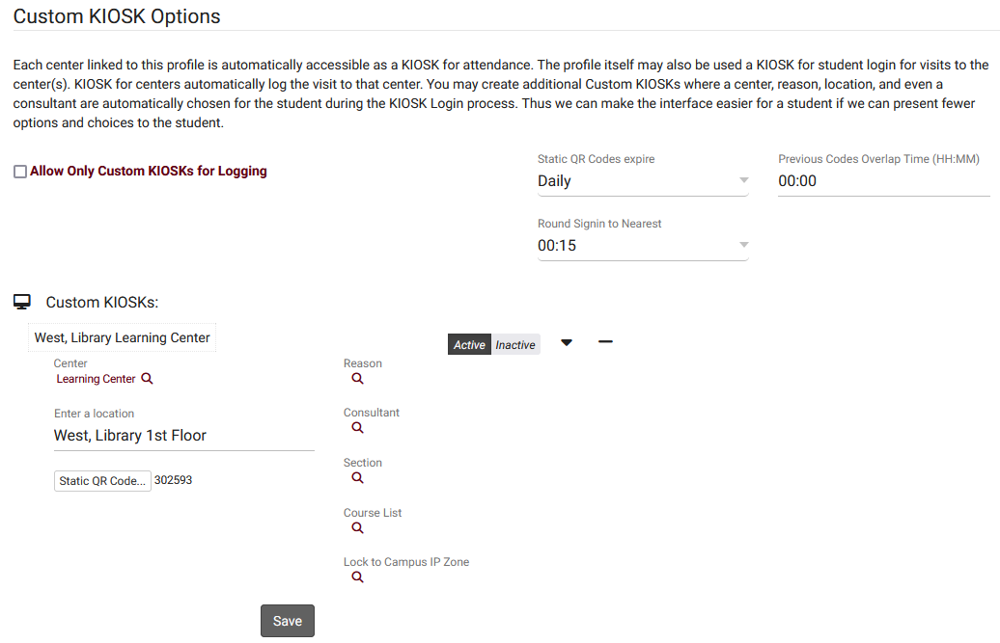 Custom KIOSK Options
Each center linked to this profile is automatically accessible as a KIOSK for attendance. The profile itself may also be used a KIOSK for student login for visits to the
center(s). KIOSK for centers automatically log the visit to that center. You may create additional Custom KIOSKs where a center, reason, location, and even a
consultant are automatically chosen for the student during the KIOSK Login process. Thus we can make the interface easier for a student if we can present fewer
options and choices to the student.
Allow Only Custom KIOSKs for Logging
Static QR Codes expire
Daily
Previous Codes Overlap Time (HH:MM)
00:00
Round Signin to Nearest
00:15
Custom KIOSKs:
West, Library Learning Center
Active Inactive
Center
Learning Center
Enter a location
West, Library 1st Floor
Static QR Code... 302593
Reason
Consultant
Section
Course List
Lock to Campus IP Zone
Save